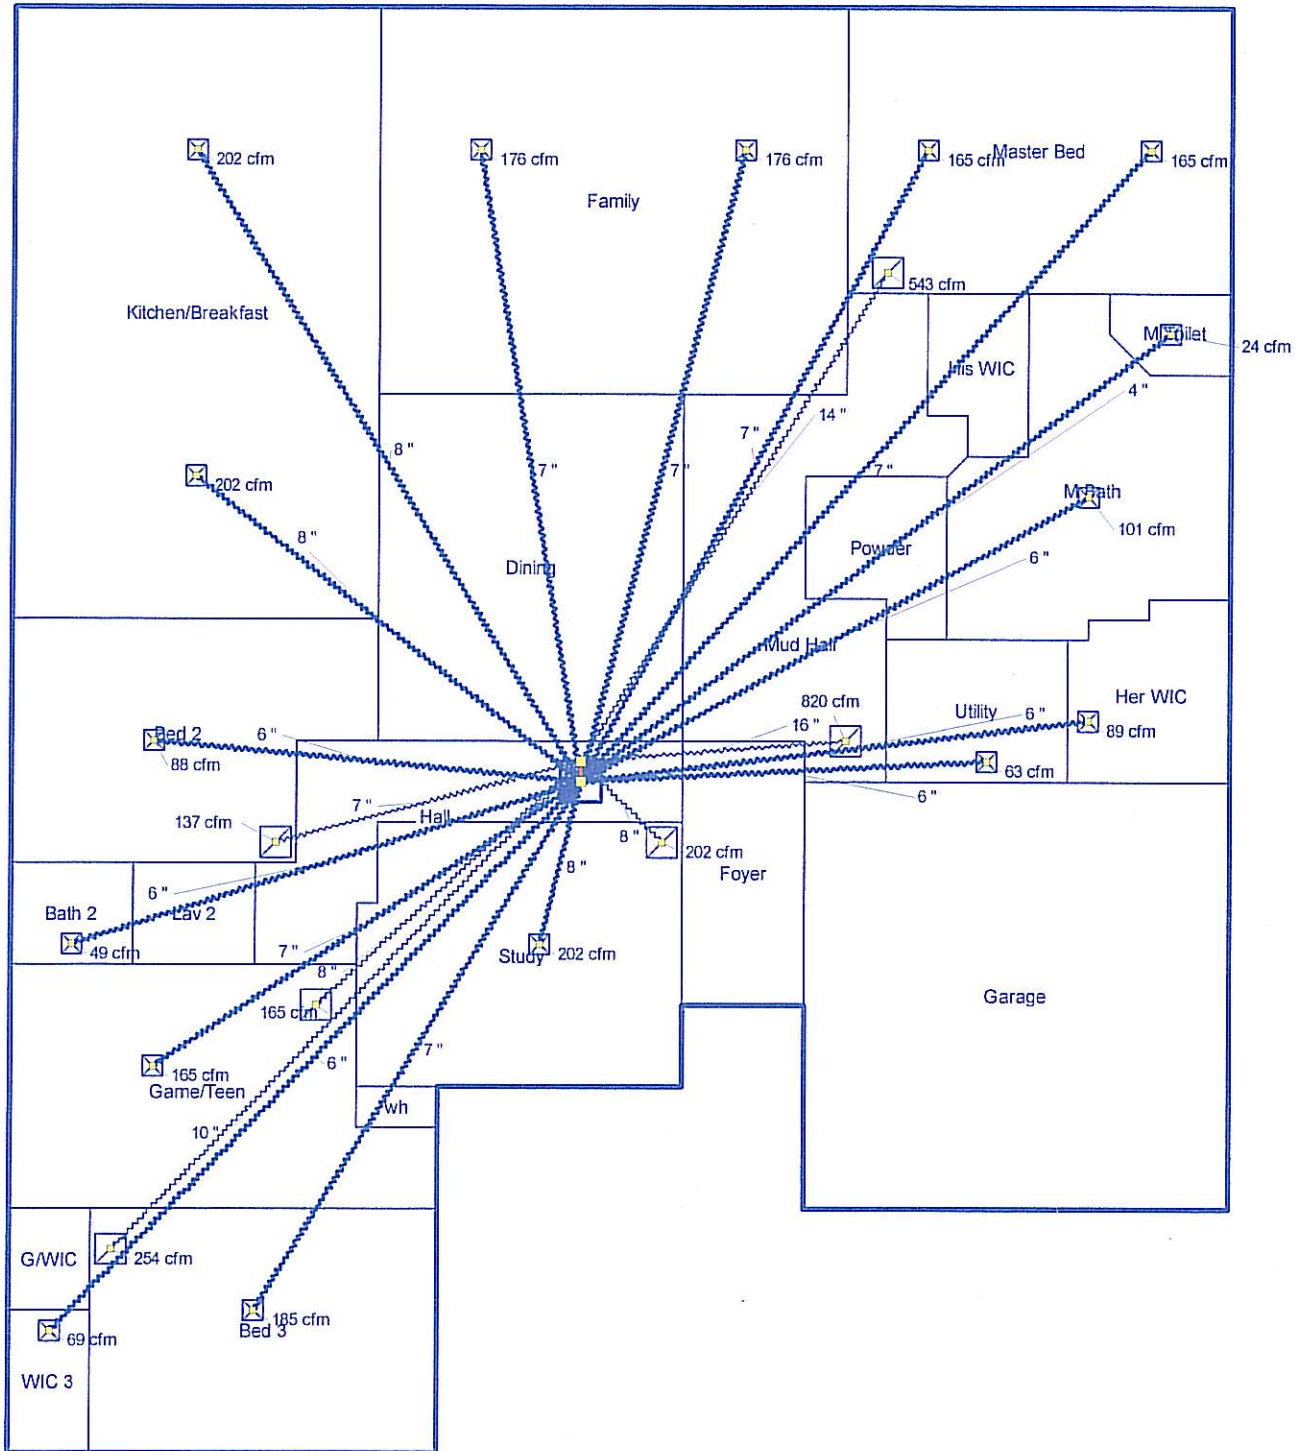 202 cfm
176 cfm
176 cfm
165 cfm
Master Bed
165 cfm
Family
543 cfm
Kitchen/Breakfast
M Toilet
24 cfm
His WIC
4 "
14 "
7 "
8 "
7 "
7 "
7 "
202 cfm
M Bath
101 cfm
8 "
Powder
6 "
Dining
Mud Hall
Her WIC
820 cfm
Utility
6 "
16 "
89 cfm
Bed 2
6 "
88 cfm
63 cfm
6 "
7 "
137 cfm
Hall
8 "
202 cfm
8 "
Foyer
6 "
Bath 2
Lav 2
49 cfm
7 "
Study
202 cfm
8 "
165 cfm
Garage
7 "
6 "
165 cfm
Game/Teen
wh
10 "
G/WIC
254 cfm
185 cfm
Bed 3
69 cfm
WIC 3